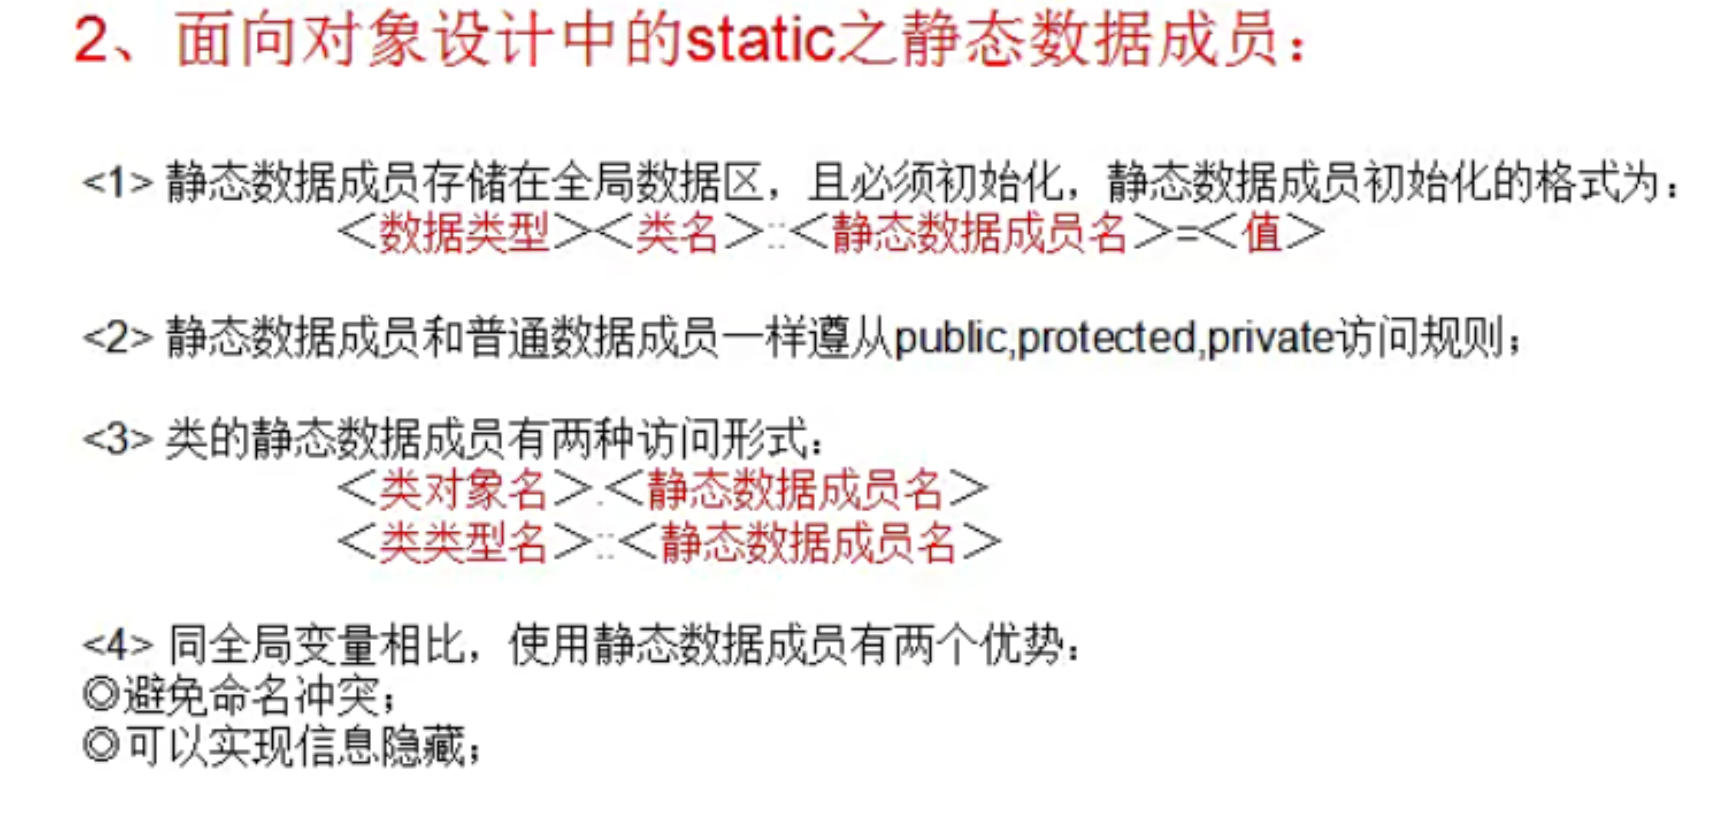 2、面向对象设计中的static之静态数据成员：
<1> 静态数据成员存储在全局数据区，且必须初始化，静态数据成员初始化的格式为：
＜数据类型＞＜类名＞::＜静态数据成员名＞=＜值＞
<2> 静态数据成员和普通数据成员一样遵从public,protected,private访问规则；
<3> 类的静态数据成员有两种访问形式：
＜类对象名＞.＜静态数据成员名＞
＜类类型名＞::＜静态数据成员名＞
<4> 同全局变量相比，使用静态数据成员有两个优势：
◎避免命名冲突；
◎可以实现信息隐藏；